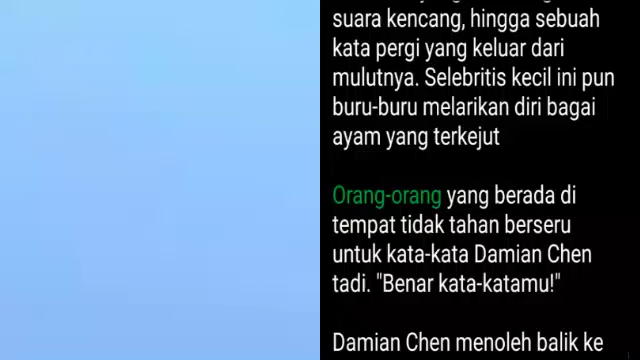 suara kencang, hingga sebuah
kata pergi yang keluar dari
mulutnya. Selebritis kecil ini pun
buru-buru melarikan diri bagai
ayam yang terkejut
Orang-orang yang berada di
tempat tidak tahan berseru
untuk kata-kata Damian Chen
tadi. "Benar kata-katamu!"
Damian Chen menoleh balik ke